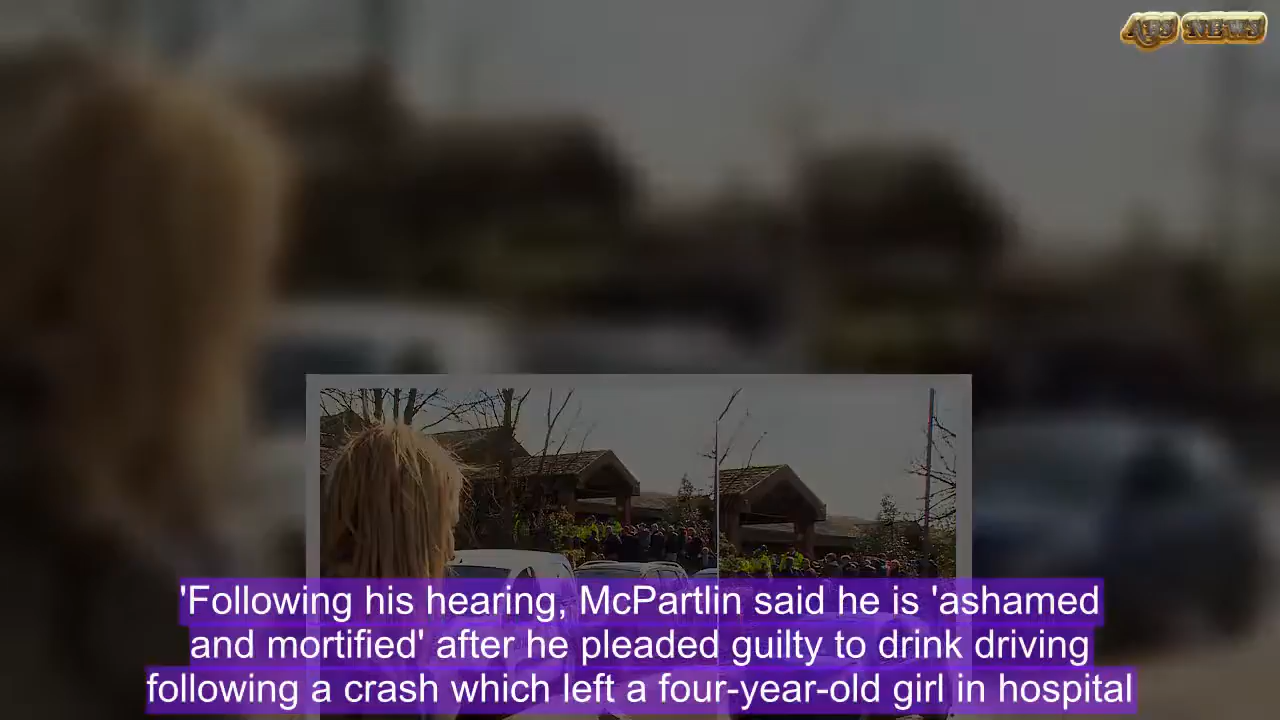 A&S NEWS
'Following his hearing, McPartlin said he is 'ashamed
and mortified' after he pleaded guilty to drink driving
following a crash which left a four-year-old girl in hospital